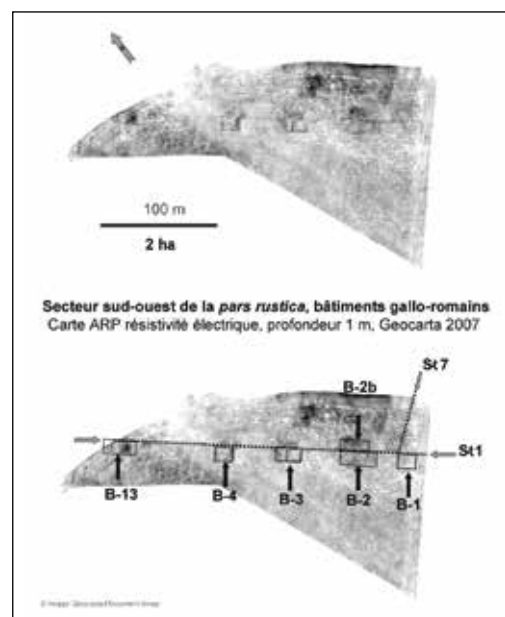 100 m
2 ha
Secteur sud-ouest de la pars rustica, bâtiments gallo-romains
Carte ARP résistivité électrique, profondeur 1 m, Geocarta 2007
St 7
B-2b
St1
B-13
B-4
B-3
B-2
B-1